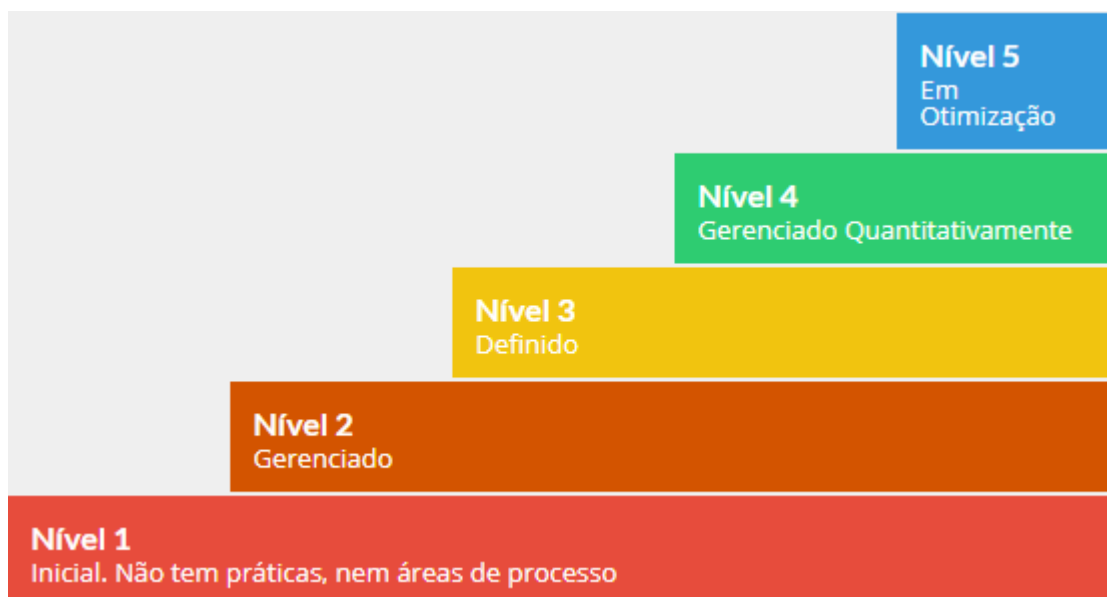 Nível 5
Em
Otimização
Nível 4
Gerenciado Quantitativamente
Nível 3
Definido
Nível 2
Gerenciado
Nível 1
Inicial. Não tem práticas, nem áreas de processo